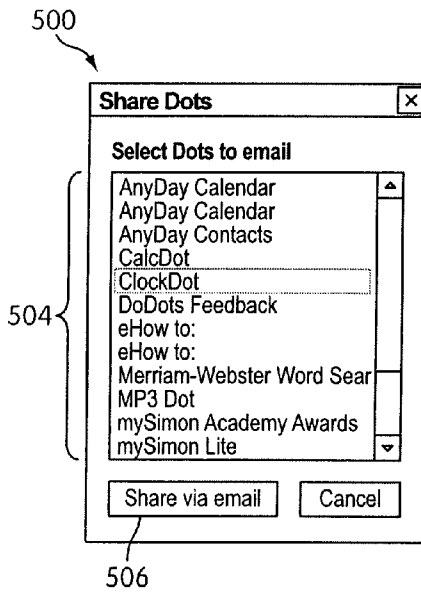 500
Share Dots
Select Dots to email
AnyDay Calendar
AnyDay Calendar
AnyDay Contacts
CalcDot
ClockDot
504
DoDots Feedback
eHow to:
eHow to:
Merriam-Webster Word Sear
MP3 Dot
mySimon Academy Awards
mySimon Lite
Share via email
Cancel
506